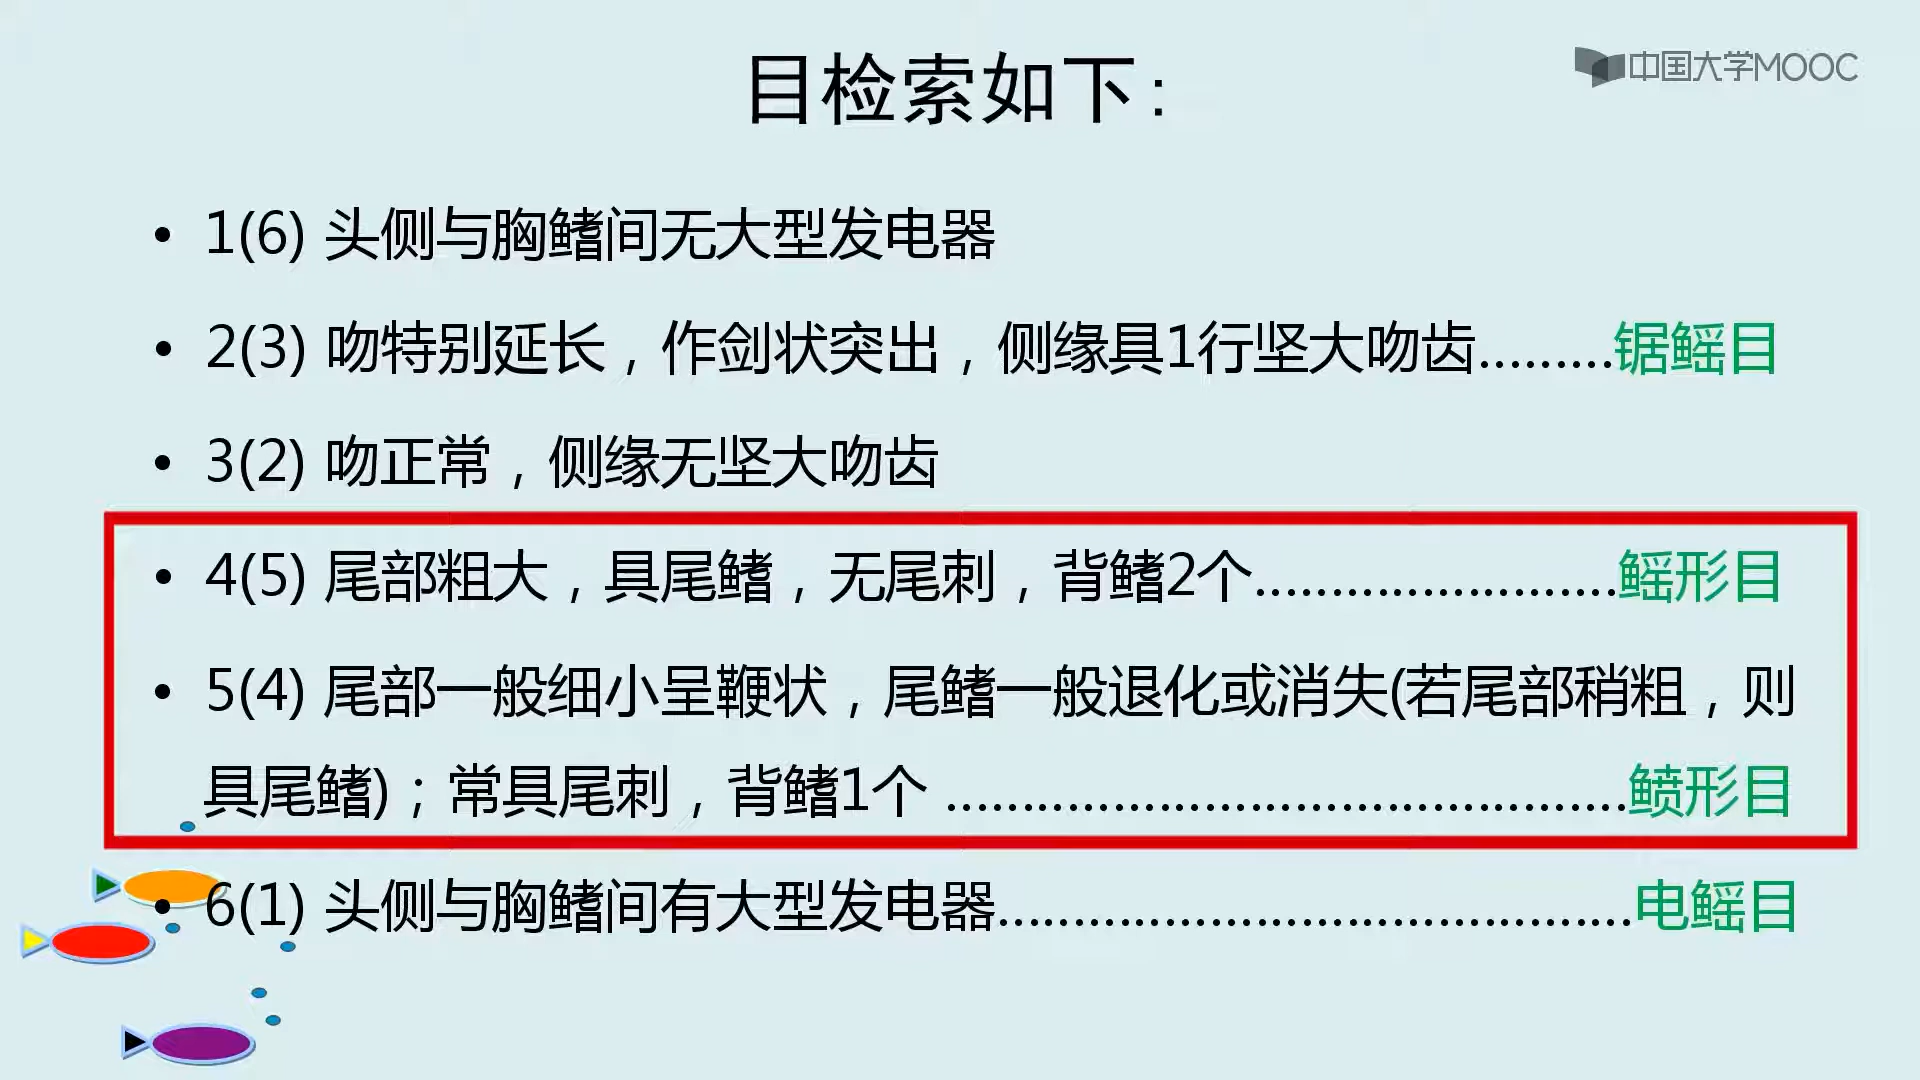 目检索如下:
中国大学MOOC
• 1(6) 头侧与胸鳍间无大型发电器
• 2(3) 吻特别延长，作剑状突出，侧缘具1行坚大吻齿.........锯鳐目
• 3(2) 吻正常，侧缘无坚大吻齿
• 4(5) 尾部粗大，具尾鳍，无尾刺，背鳍2个........................鳐形目
• 5(4) 尾部一般细小呈鞭状，尾鳍一般退化或消失(若尾部稍粗，则
具尾鳍)；常具尾刺，背鳍1个 .............................................鲼形目
• 6(1) 头侧与胸鳍间有大型发电器..........................................电鳐目